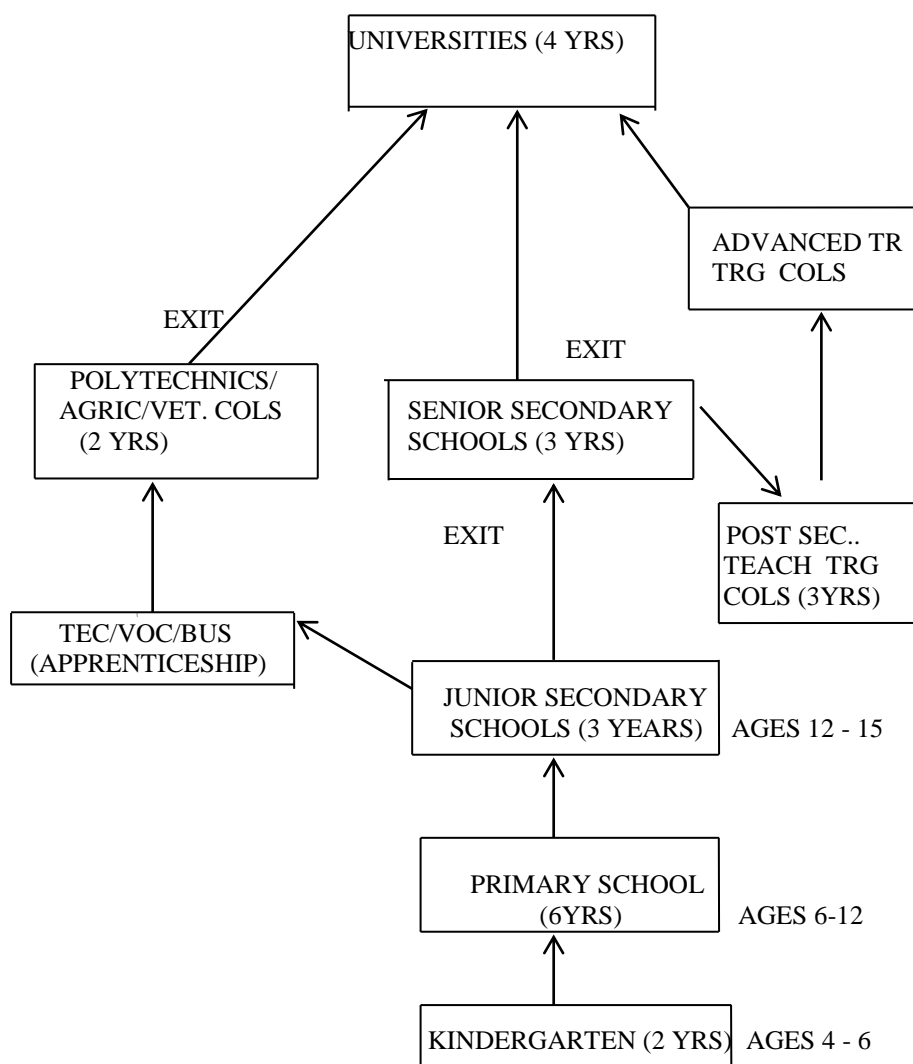 UNIVERSITIES (4 YRS)
ADVANCED TR
TRG COLS
EXIT
EXIT
POLYTECHNICS/
AGRIC/VET. COLS
(2 YRS)
SENIOR SECONDARY
SCHOOLS (3 YRS)
EXIT
POST SEC..
TEACH TRG
COLS (3YRS)
TEC/VOC/BUS
(APPRENTICESHIP)
JUNIOR SECONDARY
SCHOOLS (3 YEARS)
AGES 12 - 15
PRIMARY SCHOOL
(6YRS)
AGES 6-12
KINDERGARTEN (2 YRS)
AGES 4 - 6